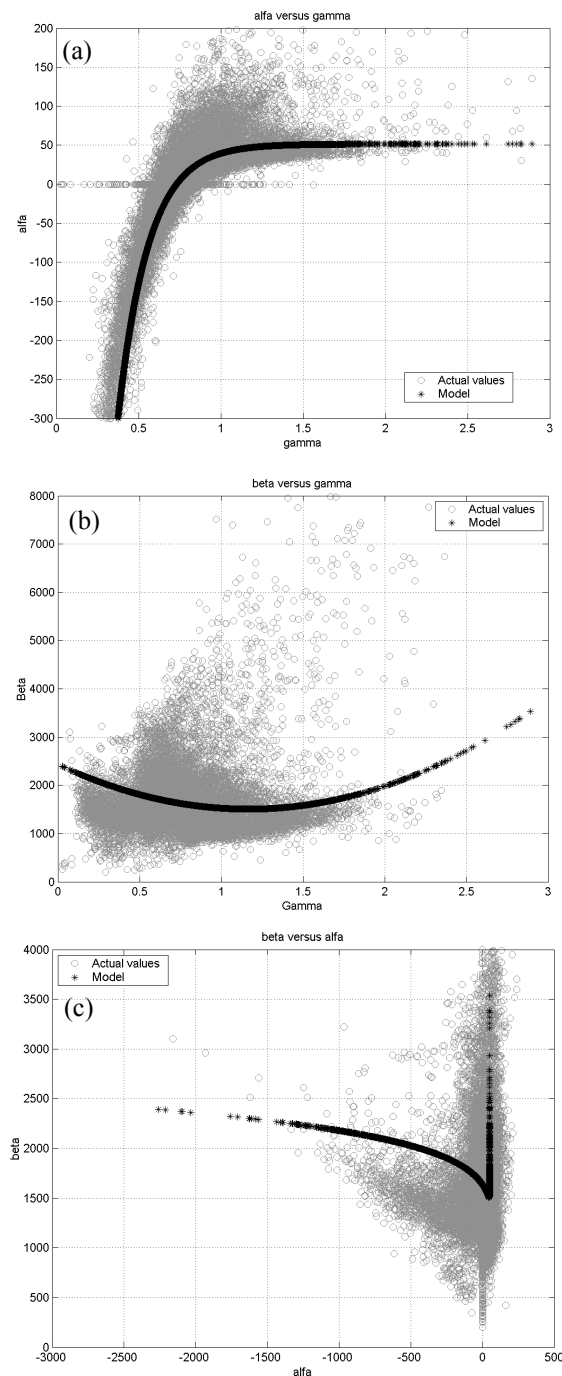 alfa versus gamma
(a)
200
150
100
50
0
-50
-100
-150
-200
-250
-300
alfa
0 0.5 1 1.5 2 2.5 3
gamma
Actual values
Model
beta versus gamma
(b)
8000
7000
6000
5000
4000
3000
2000
1000
0
Beta
0 0.5 1 1.5 2 2.5 3
Gamma
Actual values
Model
beta versus alfa
(c)
4000
3500
3000
2500
2000
1500
1000
500
0
beta
-3000 -2500 -2000 -1500 -1000 -500 0 500
alfa
Actual values
Model